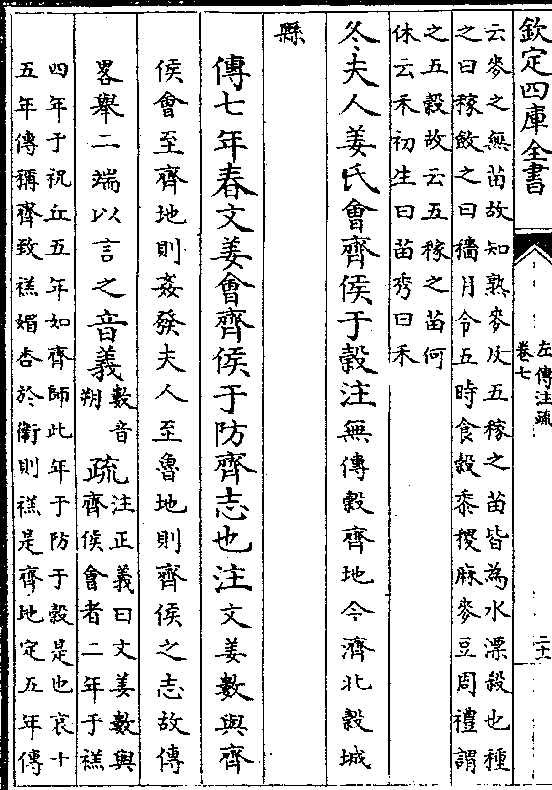 欽定四庫全書
左傳注疏
卷七
二十
云麥之無苗故知熟麥及五稼之苗皆為水漂殺也種
之曰稼斂之曰穡月令五時食穀黍稷麻麥豆周禮謂
之五穀故云五稼之苗何
休云禾初生曰苗秀曰禾
冬夫人姜氏會齊侯于穀注無傳穀齊地今濟北穀城
縣
傳七年春文姜會齊侯于防齊志也注文姜數與齊
侯會至齊地則姦發夫人至魯地則齊侯之志故傳
畧舉二端以言之音義數音
朔
疏注正義曰文姜數與
齊侯會者二年于禚
四年于祝丘五年如齊師此年于防于穀是也哀十
五年傳稱齊致禚媚杏於衛則禚是齊地定五年傳